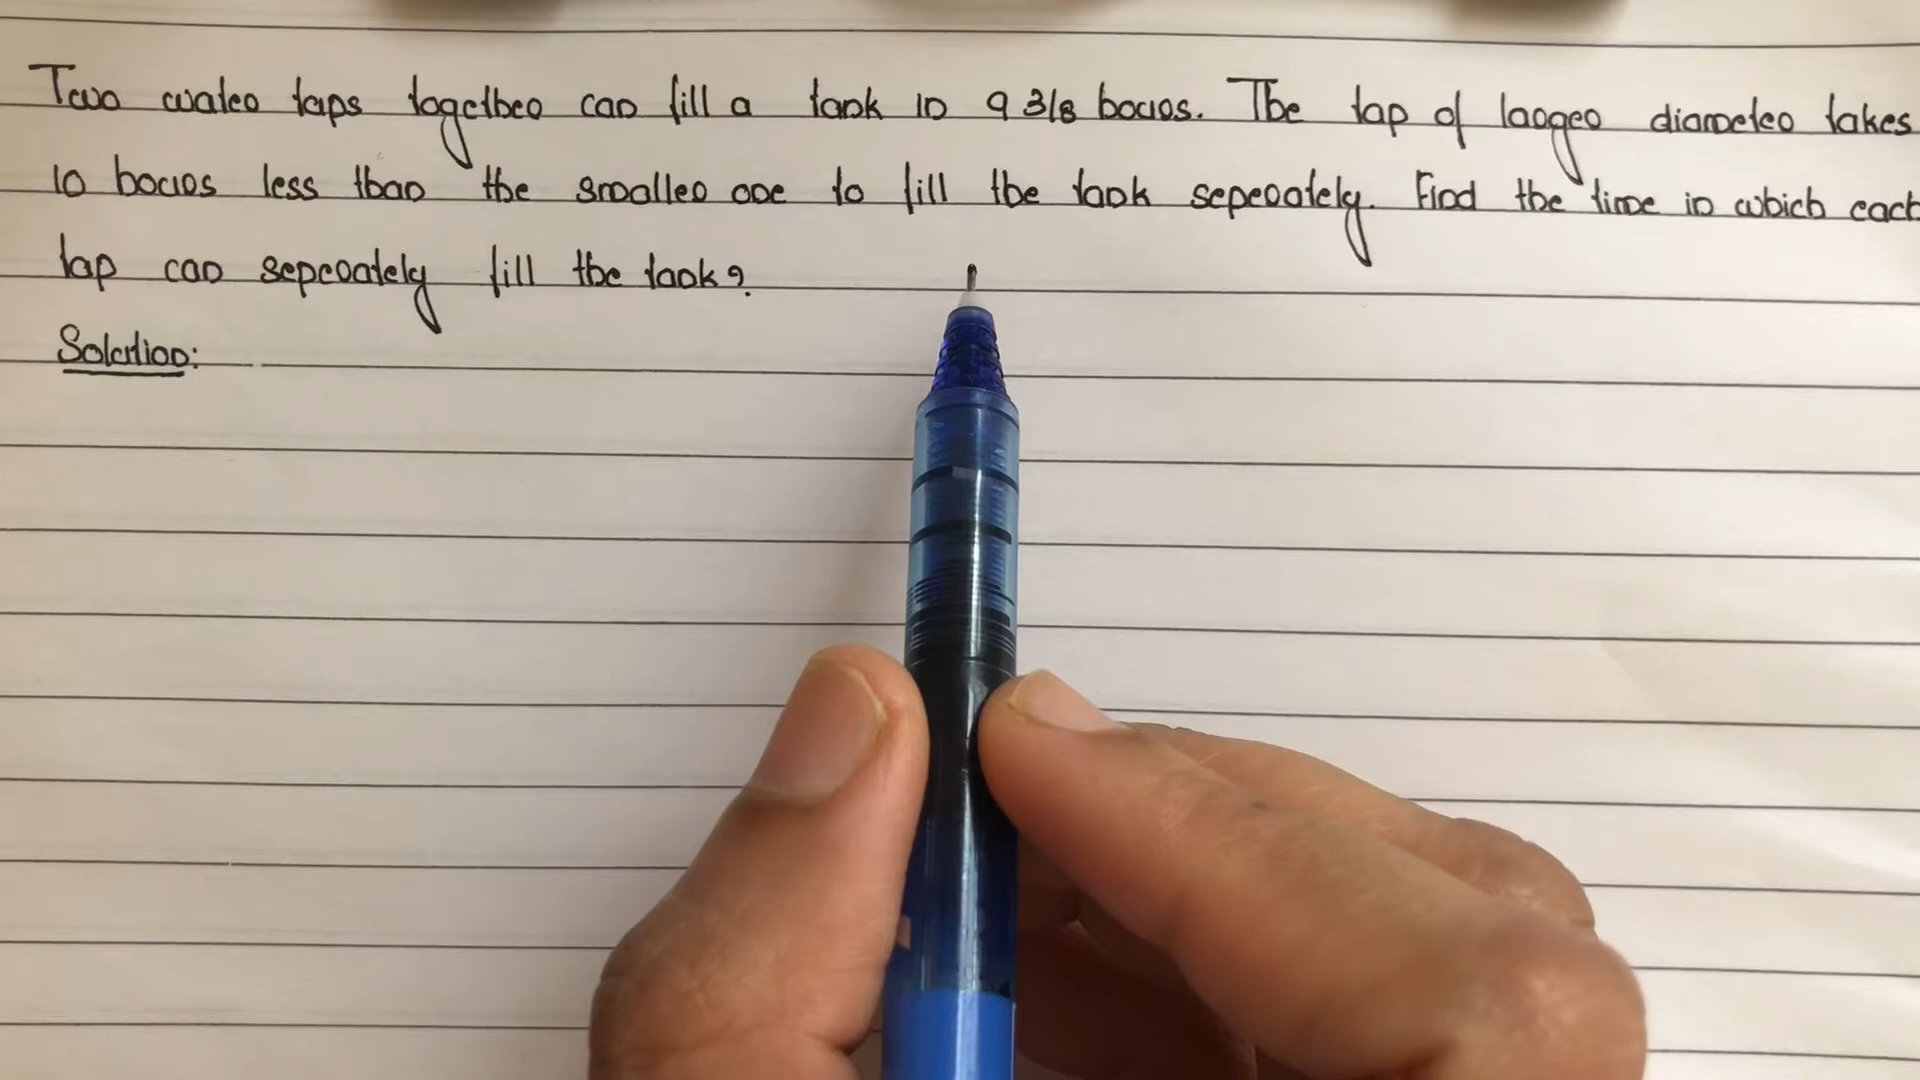 Two water taps together can fill a tank in 9 3/8 hours. The tap of larger diameter takes
10 hours less than the smaller one to fill the tank seperately. Find the time in which each
tap can seperately fill the tank?
Solution: